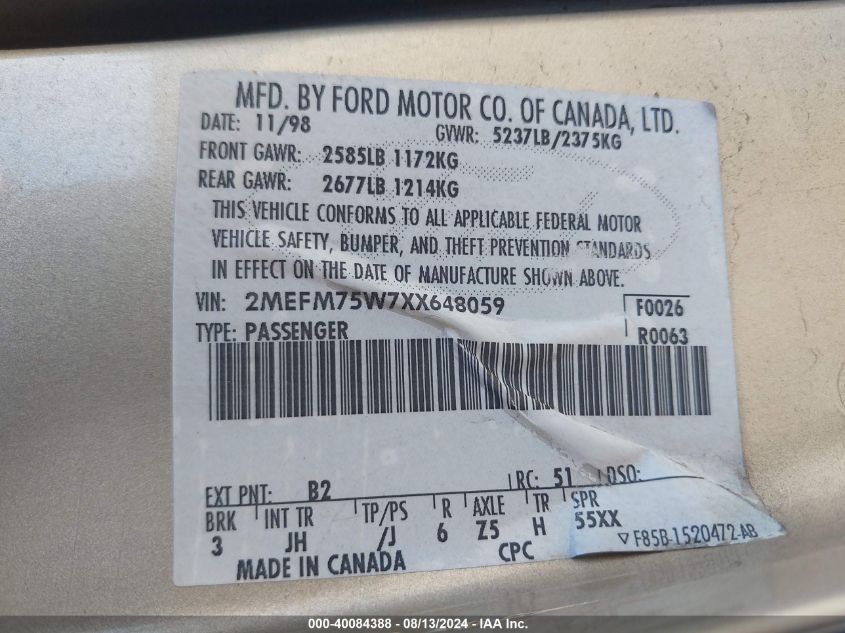 MFD. BY FORD MOTOR CO. OF CANADA, LTD.
DATE: 11/98 GVWR: 5237LB/2375KG
FRONT GAWR: 2585LB 1172KG
REAR GAWR: 2677LB 1214KG
THIS VEHICLE CONFORMS TO ALL APPLICABLE FEDERAL MOTOR
VEHICLE SAFETY, BUMPER, AND THEFT PREVENTION STANDARDS
IN EFFECT ON THE DATE OF MANUFACTURE SHOWN ABOVE.
VIN: 2MEFM75W7XX648059 F0026
TYPE: PASSENGER R0063
EXT PNT: B2 RC: 51 DSO:
BRK INT TR TP/PS R AXLE TR SPR
3 JH /J 6 Z5 H 55XX
MADE IN CANADA CPC ▽F85B-1520472-AB
000-40084388 - 08/13/2024 - IAA Inc.